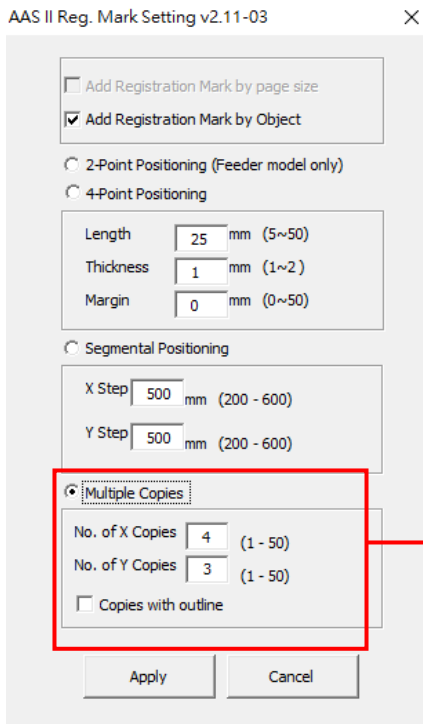 AAS II Reg. Mark Setting v2.11-03
Add Registration Mark by page size
Add Registration Mark by Object
2-Point Positioning (Feeder model only)
4-Point Positioning
Length 25 mm (5~50)
Thickness 1 mm (1~2 )
Margin 0 mm (0~50)
Segmental Positioning
X Step 500 mm (200 - 600)
Y Step 500 mm (200 - 600)
Multiple Copies
No. of X Copies 4 (1 - 50)
No. of Y Copies 3 (1 - 50)
Copies with outline
Apply Cancel